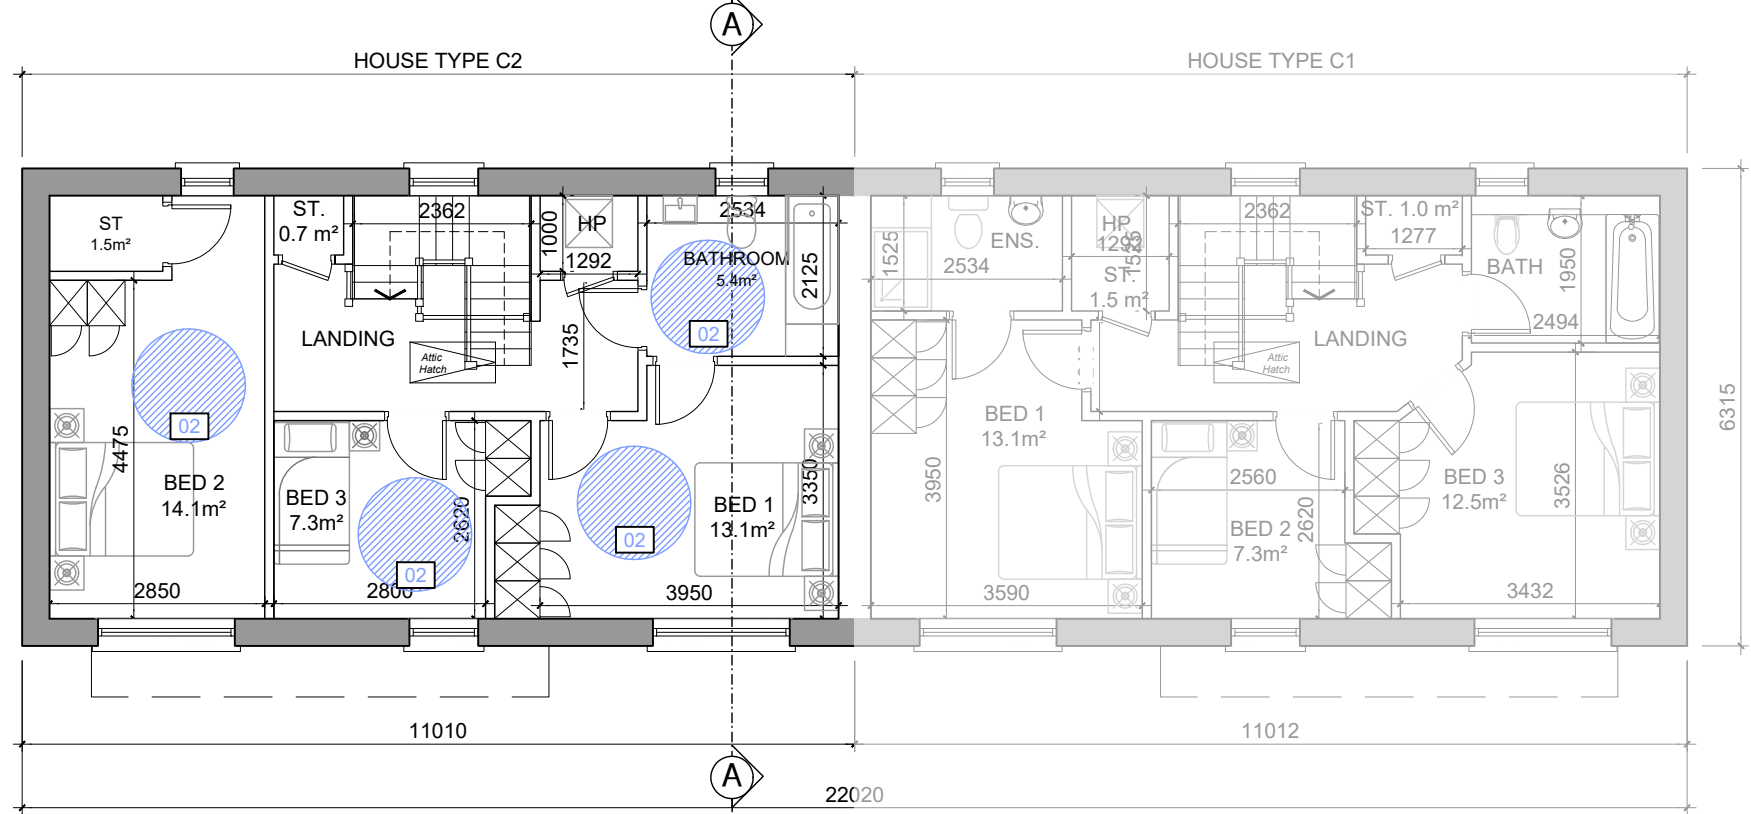 A
HOUSE TYPE C2
HOUSE TYPE C1
ST
1.5m²
ST.
0.7 m²
2362
1000
HP
1292
2534
BATHROOM
5.4m²
2125
02
LANDING
Attic
Hatch
1735
02
4475
BED 2
14.1m²
2850
BED 3
7.3m²
2620
02
2800
02
BED 1
13.1m²
3350
3950
1525
ENS.
2534
HP
1292
1525
ST.
1.5 m²
2362
ST. 1.0 m²
1277
BATH
1950
2494
LANDING
Attic
Hatch
BED 1
13.1m²
3950
3590
2560
BED 2
7.3m²
2620
BED 3
12.5m²
3526
3432
6315
11010
11012
A
22020